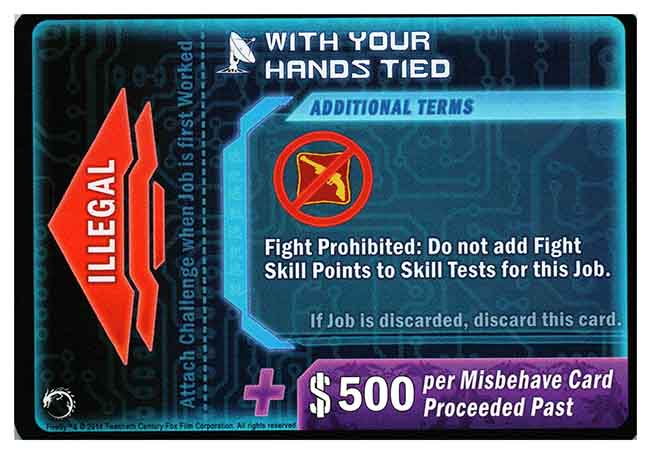 WITH YOUR
HANDS TIED
ADDITIONAL TERMS
ILLEGAL
Attach Challenge when Job is first Worked
Fight Prohibited: Do not add Fight
Skill Points to Skill Tests for this Job.
If Job is discarded, discard this card.
+ $500 per Misbehave Card
Proceeded Past
Firefly™& © 2014 Twentieth Century Fox Film Corporation. All rights reserved.